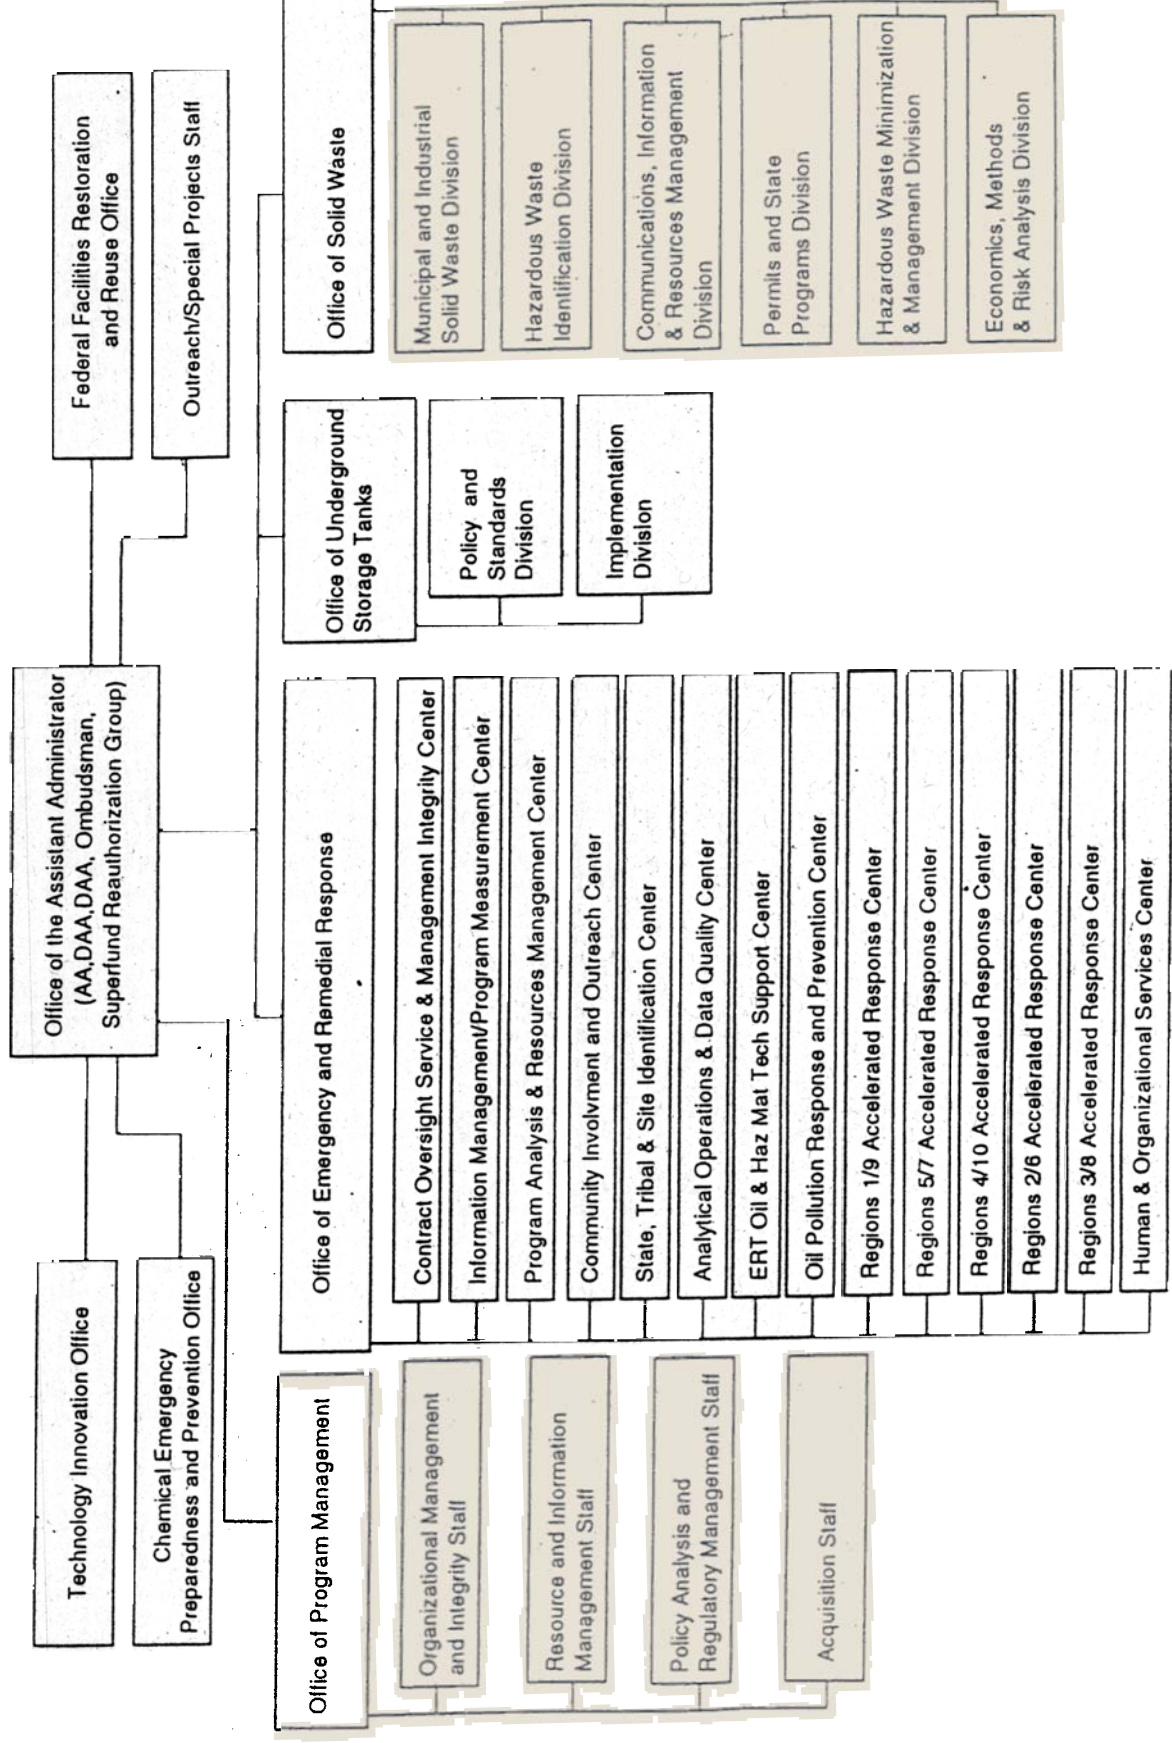 Office of the Assistant Administrator
(AA,DAA,DAA, Ombudsman,
Superfund Reauthorization Group)
Technology Innovation Office
Chemical Emergency
Preparedness and Prevention Office
Federal Facilities Restoration
and Reuse Office
Outreach/Special Projects Staff
Office of Program Management
Organizational Management
and Integrity Staff
Resource and Information
Management Staff
Policy Analysis and
Regulatory Management Staff
Acquisition Staff
Office of Emergency and Remedial Response
Contract Oversight Service & Management Integrity Center
Information Management/Program Measurement Center
Program Analysis & Resources Management Center
Community Involvment and Outreach Center
State, Tribal & Site Identification Center
Analytical Operations & Data Quality Center
ERT Oil & Haz Mat Tech Support Center
Oil Pollution Response and Prevention Center
Regions 1/9 Accelerated Response Center
Regions 5/7 Accelerated Response Center
Regions 4/10 Accelerated Response Center
Regions 2/6 Accelerated Response Center
Regions 3/8 Accelerated Response Center
Human & Organizational Services Center
Office of Underground
Storage Tanks
Policy and
Standards
Division
Implementation
Division
Office of Solid Waste
Municipal and Industrial
Solid Waste Division
Hazardous Waste
Identification Division
Communications, Information
& Resources Management
Division
Permits and State
Programs Division
Hazardous Waste Minimization
& Management Division
Economics, Methods
& Risk Analysis Division